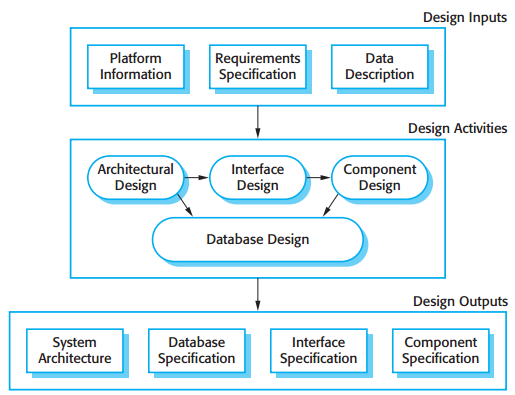 Design Inputs
Platform
Information
Requirements
Specification
Data
Description
Design Activities
Architectural
Design
Interface
Design
Component
Design
Database Design
Design Outputs
System
Architecture
Database
Specification
Interface
Specification
Component
Specification